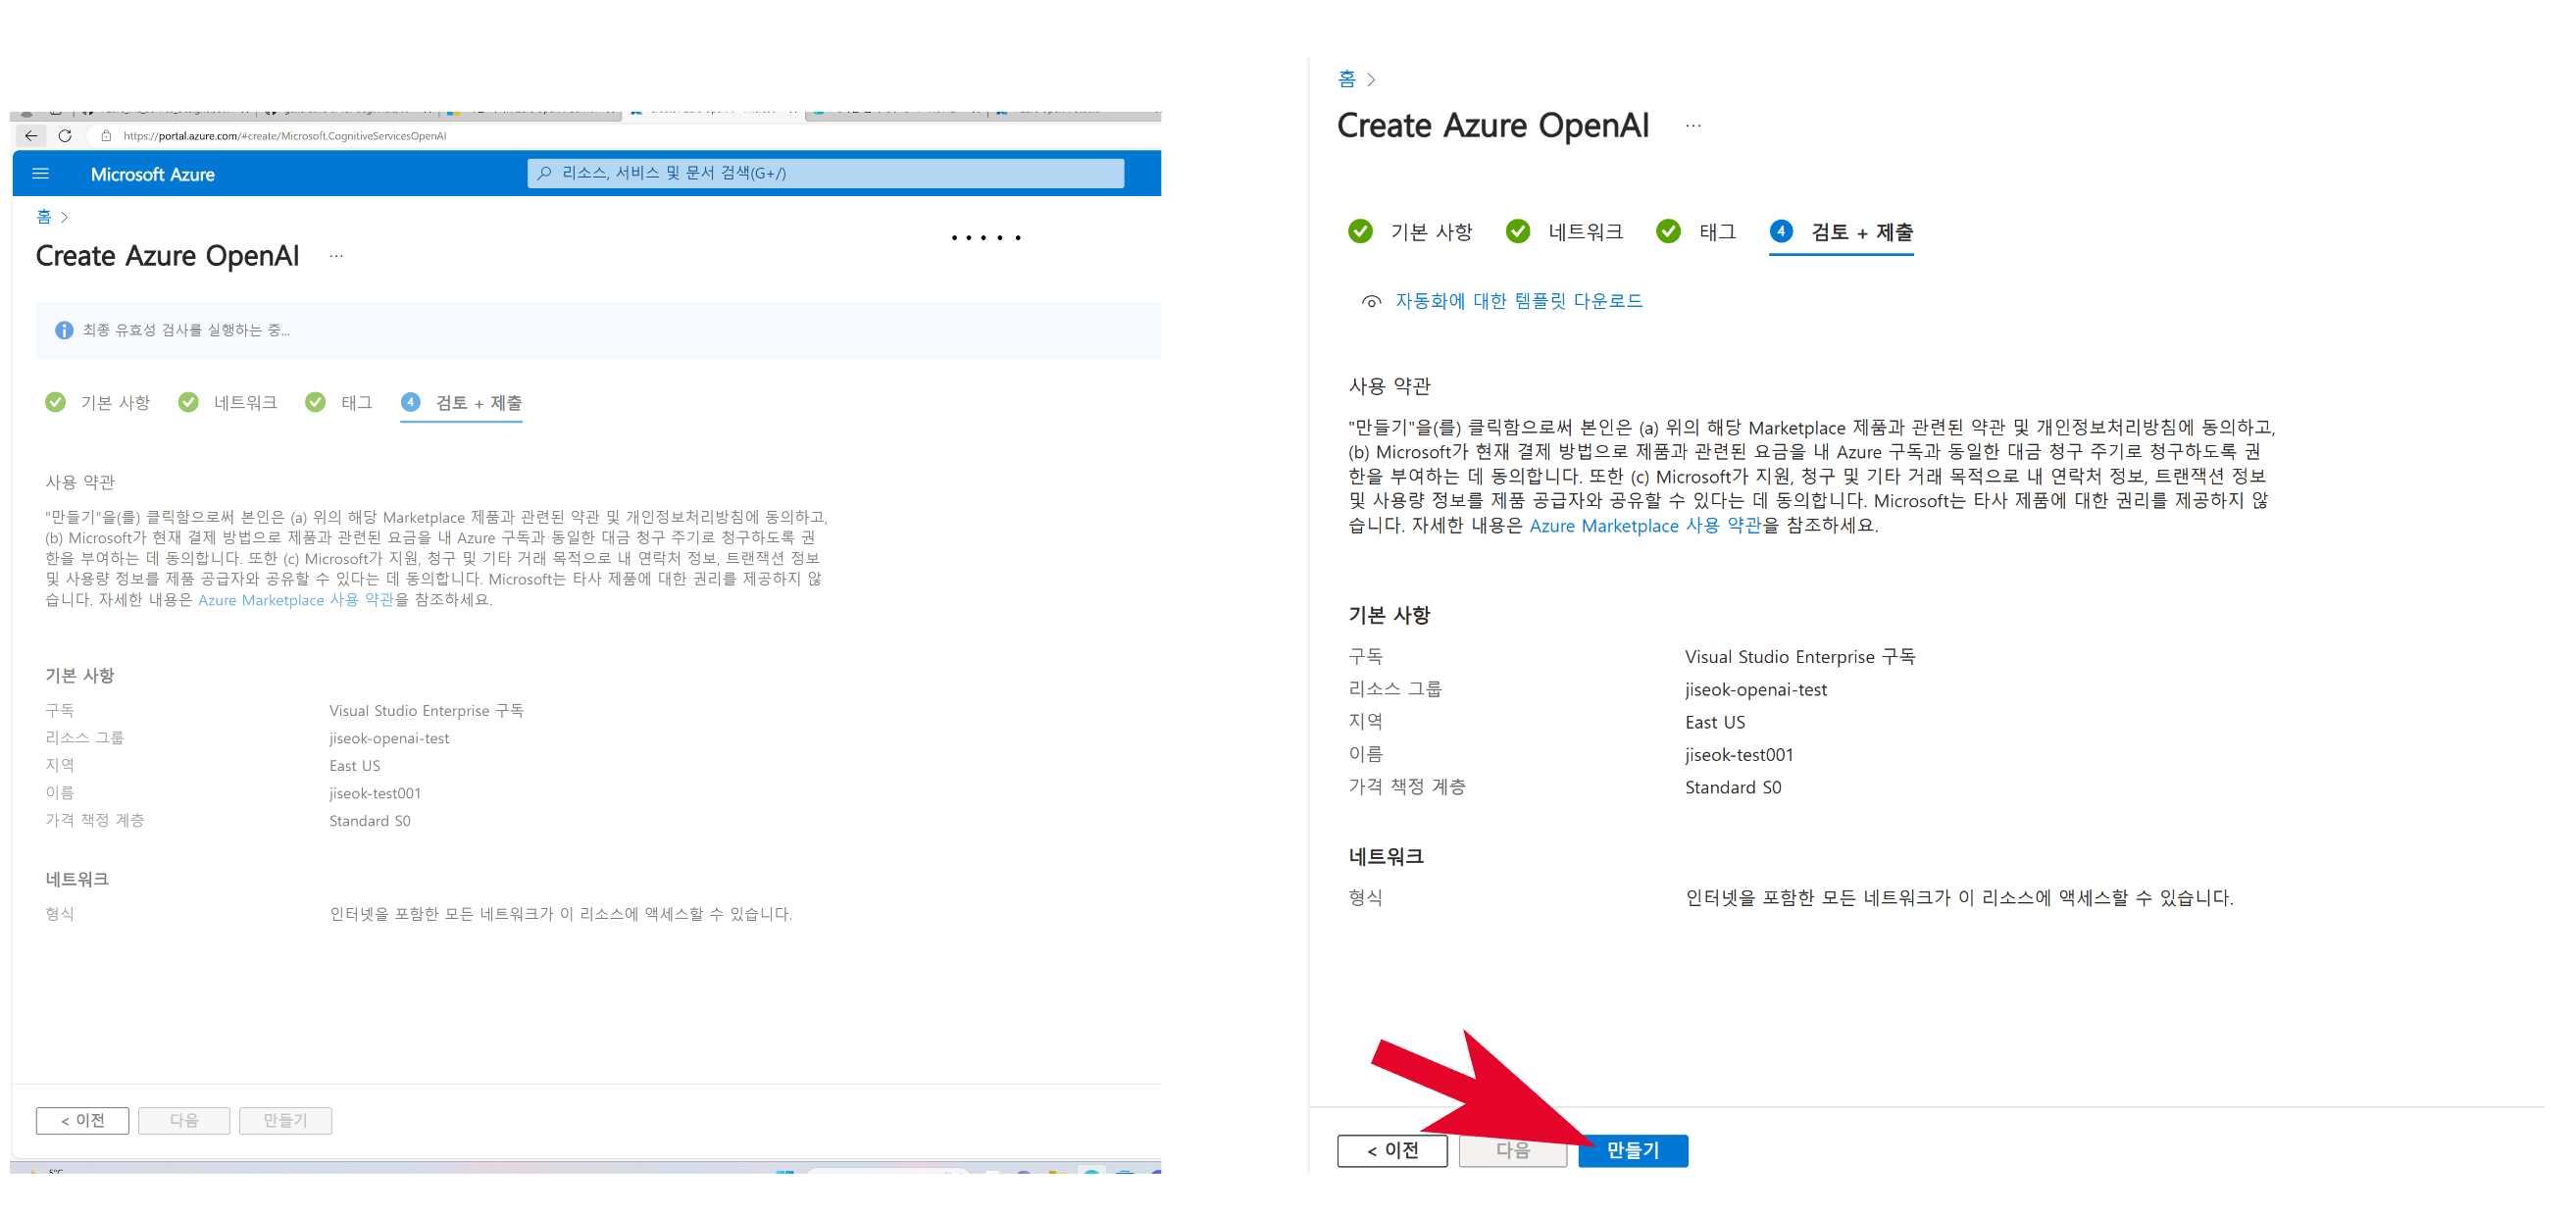 https://portal.azure.com/#create/Microsoft.CognitiveServicesOpenAI
Microsoft Azure
리소스, 서비스 및 문서 검색(G+/)
홈 >
Create Azure OpenAI ...
최종 유효성 검사를 실행하는 중...
기본 사항 네트워크 태그 4 검토 + 제출
사용 약관
"만들기"을(를) 클릭함으로써 본인은 (a) 위의 해당 Marketplace 제품과 관련된 약관 및 개인정보처리방침에 동의하고,
(b) Microsoft가 현재 결제 방법으로 제품과 관련된 요금을 내 Azure 구독과 동일한 대금 청구 주기로 청구하도록 권
한을 부여하는 데 동의합니다. 또한 (c) Microsoft가 지원, 청구 및 기타 거래 목적으로 내 연락처 정보, 트랜잭션 정보
및 사용량 정보를 제품 공급자와 공유할 수 있다는 데 동의합니다. Microsoft는 타사 제품에 대한 권리를 제공하지 않
습니다. 자세한 내용은 Azure Marketplace 사용 약관을 참조하세요.
기본 사항
구독 Visual Studio Enterprise 구독
리소스 그룹 jiseok-openai-test
지역 East US
이름 jiseok-test001
가격 책정 계층 Standard S0
네트워크
형식 인터넷을 포함한 모든 네트워크가 이 리소스에 액세스할 수 있습니다.
< 이전 다음 만들기
5°C
홈 >
Create Azure OpenAI ...
기본 사항 네트워크 태그 4 검토 + 제출
자동화에 대한 템플릿 다운로드
사용 약관
"만들기"을(를) 클릭함으로써 본인은 (a) 위의 해당 Marketplace 제품과 관련된 약관 및 개인정보처리방침에 동의하고,
(b) Microsoft가 현재 결제 방법으로 제품과 관련된 요금을 내 Azure 구독과 동일한 대금 청구 주기로 청구하도록 권
한을 부여하는 데 동의합니다. 또한 (c) Microsoft가 지원, 청구 및 기타 거래 목적으로 내 연락처 정보, 트랜잭션 정보
및 사용량 정보를 제품 공급자와 공유할 수 있다는 데 동의합니다. Microsoft는 타사 제품에 대한 권리를 제공하지 않
습니다. 자세한 내용은 Azure Marketplace 사용 약관을 참조하세요.
기본 사항
구독 Visual Studio Enterprise 구독
리소스 그룹 jiseok-openai-test
지역 East US
이름 jiseok-test001
가격 책정 계층 Standard S0
네트워크
형식 인터넷을 포함한 모든 네트워크가 이 리소스에 액세스할 수 있습니다.
< 이전 다음 만들기